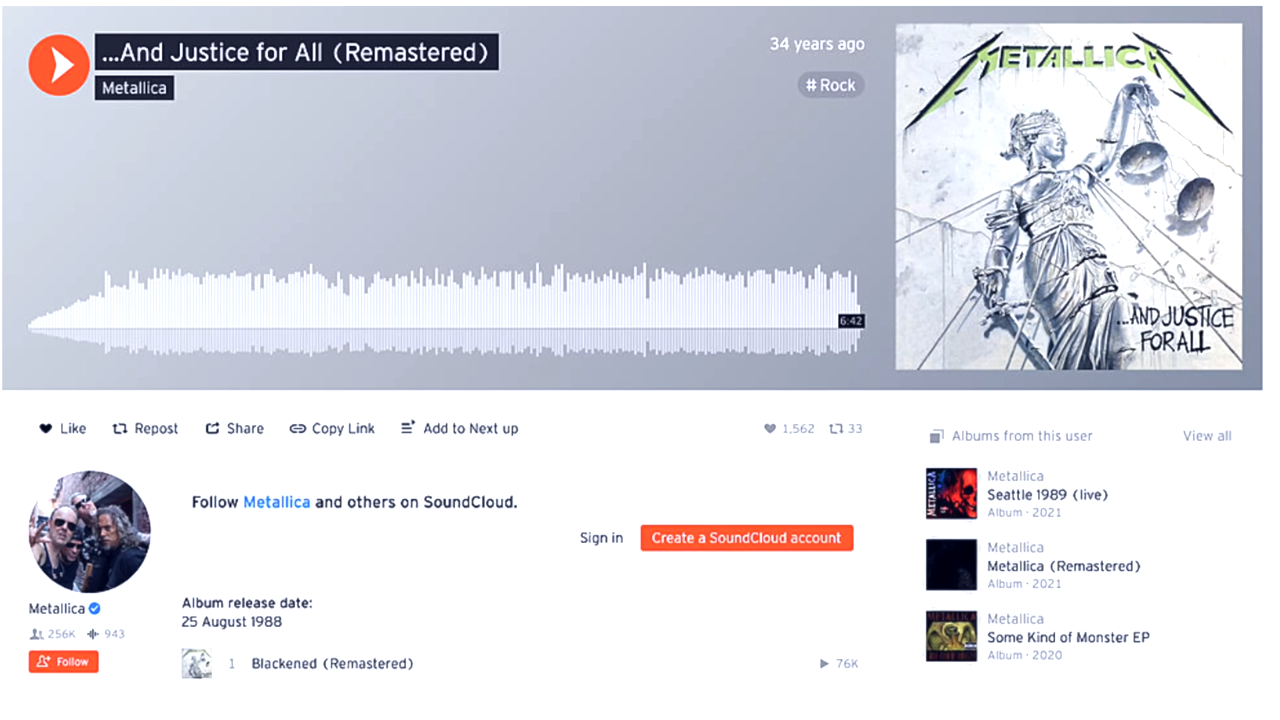 ...And Justice for All (Remastered)
Metallica
34 years ago
# Rock
6:42
METALLICA
...AND JUSTICE
FOR ALL
Like
Repost
Share
Copy Link
Add to Next up
1,562
33
Follow Metallica and others on SoundCloud.
Sign in
Create a SoundCloud account
Metallica
256K
943
Follow
Album release date:
25 August 1988
1 Blackened (Remastered)
76K
Albums from this user
View all
METALLICA
Metallica
Seattle 1989 (live)
Album · 2021
Metallica
Metallica (Remastered)
Album · 2021
METALLICA
Metallica
Some Kind of Monster EP
Album · 2020